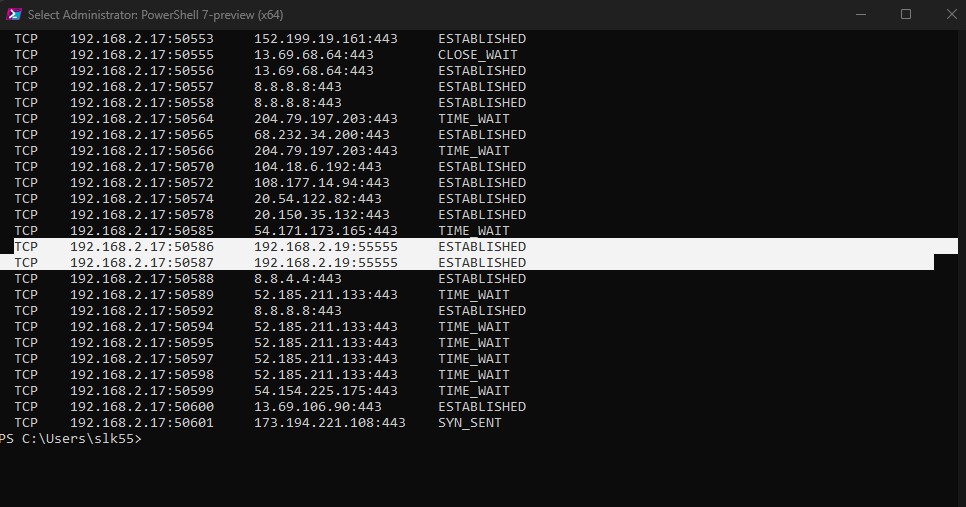 Select Administrator: PowerShell 7-preview (x64)
TCP 192.168.2.17:50553 152.199.19.161:443 ESTABLISHED
TCP 192.168.2.17:50555 13.69.68.64:443 CLOSE_WAIT
TCP 192.168.2.17:50556 13.69.68.64:443 ESTABLISHED
TCP 192.168.2.17:50557 8.8.8.8:443 ESTABLISHED
TCP 192.168.2.17:50558 8.8.8.8:443 ESTABLISHED
TCP 192.168.2.17:50564 204.79.197.203:443 TIME_WAIT
TCP 192.168.2.17:50565 68.232.34.200:443 ESTABLISHED
TCP 192.168.2.17:50566 204.79.197.203:443 TIME_WAIT
TCP 192.168.2.17:50570 104.18.6.192:443 ESTABLISHED
TCP 192.168.2.17:50572 108.177.14.94:443 ESTABLISHED
TCP 192.168.2.17:50574 20.54.122.82:443 ESTABLISHED
TCP 192.168.2.17:50578 20.150.35.132:443 ESTABLISHED
TCP 192.168.2.17:50585 54.171.173.165:443 TIME_WAIT
TCP 192.168.2.17:50586 192.168.2.19:55555 ESTABLISHED
TCP 192.168.2.17:50587 192.168.2.19:55555 ESTABLISHED
TCP 192.168.2.17:50588 8.8.4.4:443 ESTABLISHED
TCP 192.168.2.17:50589 52.185.211.133:443 TIME_WAIT
TCP 192.168.2.17:50592 8.8.8.8:443 ESTABLISHED
TCP 192.168.2.17:50594 52.185.211.133:443 TIME_WAIT
TCP 192.168.2.17:50595 52.185.211.133:443 TIME_WAIT
TCP 192.168.2.17:50597 52.185.211.133:443 TIME_WAIT
TCP 192.168.2.17:50598 52.185.211.133:443 TIME_WAIT
TCP 192.168.2.17:50599 54.154.225.175:443 TIME_WAIT
TCP 192.168.2.17:50600 13.69.106.90:443 ESTABLISHED
TCP 192.168.2.17:50601 173.194.221.108:443 SYN_SENT
PS C:\Users\slk55>